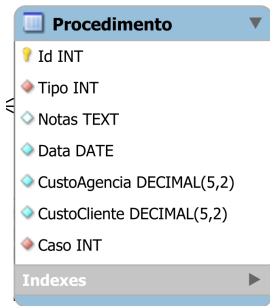 Procedimento
Id INT
Tipo INT
Notas TEXT
Data DATE
CustoAgencia DECIMAL(5,2)
CustoCliente DECIMAL(5,2)
Caso INT
Indexes